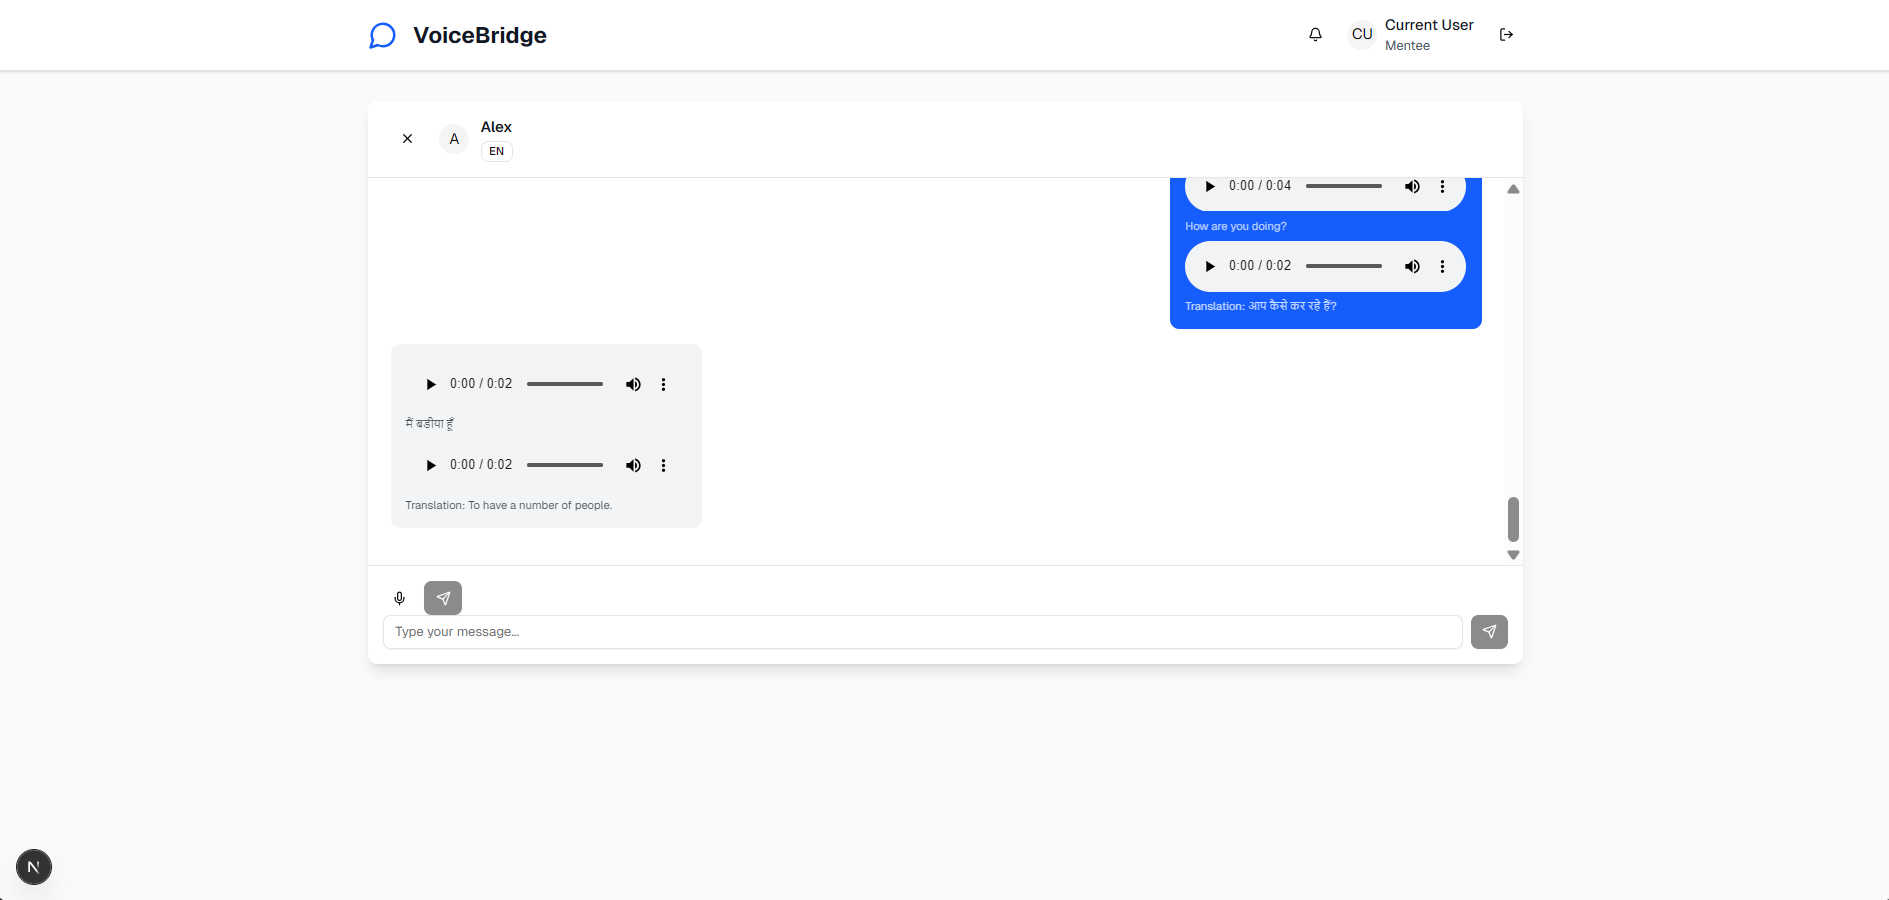 VoiceBridge
CU
Current User
Mentee
A
Alex
EN
0:00 / 0:04
How are you doing?
0:00 / 0:02
Translation: आप कैसे कर रहे हैं?
0:00 / 0:02
मैं बडीया हूँ
0:00 / 0:02
Translation: To have a number of people.
Type your message...
N